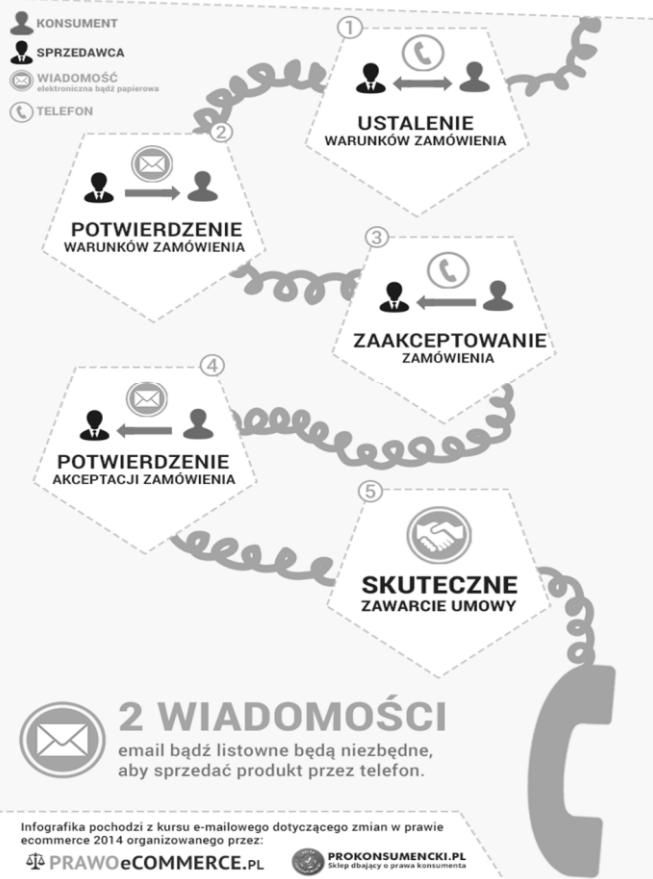 KONSUMENT
SPRZEDAWCA
WIADOMOŚĆ
elektroniczna bądź papierowa
TELEFON
1
USTALENIE
WARUNKÓW ZAMÓWIENIA
2
POTWIERDZENIE
WARUNKÓW ZAMÓWIENIA
3
ZAAKCEPTOWANIE
ZAMÓWIENIA
4
POTWIERDZENIE
AKCEPTACJI ZAMÓWIENIA
5
SKUTECZNE
ZAWARCIE UMOWY
2 WIADOMOŚCI
email bądź listowne będą niezbędne,
aby sprzedać produkt przez telefon.
Infografika pochodzi z kursu e-mailowego dotyczącego zmian w prawie
ecommerce 2014 organizowanego przez:
PRAWOeCOMMERCE.PL
PROKONSUMENCKI.PL
Sklep dbający o prawa konsumenta